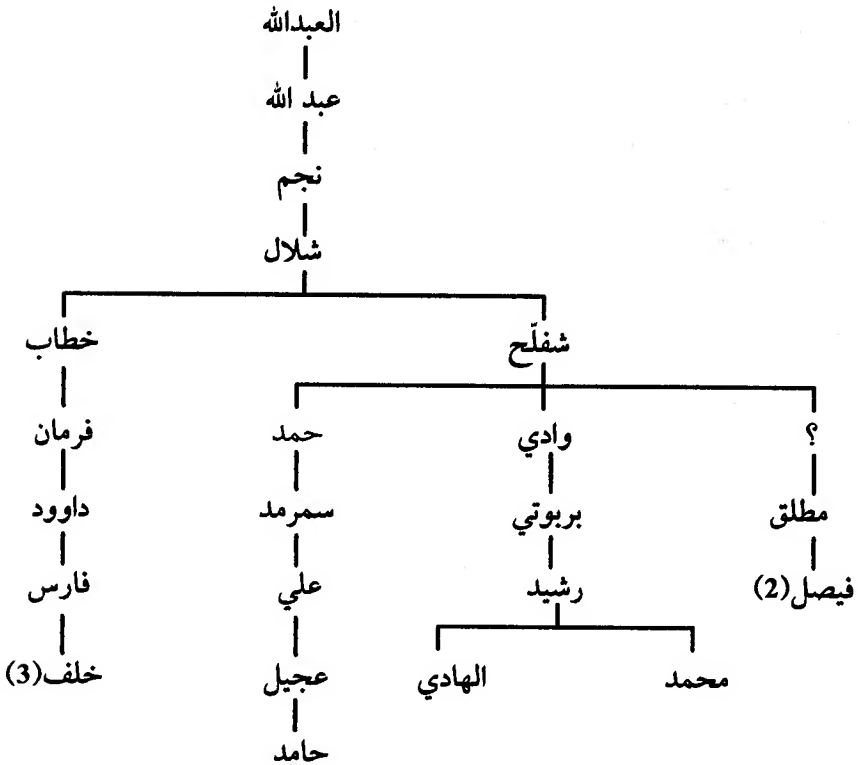 العبدالله
عبد الله
نجم
شلال
شفلّح خطاب
؟ وادي حمد فرمان
مطلق بربوتي سمرمد داوود
فيصل(2) رشيد علي فارس
محمد الهادي عجيل خلف(3)
حامد